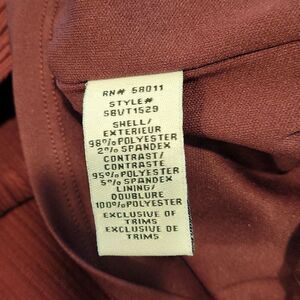 RN# 58011
STYLE#
SBVT1529
SHELL/
EXTERIEUR
98% POLYESTER
2% SPANDEX
CONTRAST/
CONTRASTE
95% POLYESTER
5% SPANDEX
LINING/
DOUBLURE
100% POLYESTER
EXCLUSIVE OF
TRIMS
EXCLUSIVE DE
TRIMS